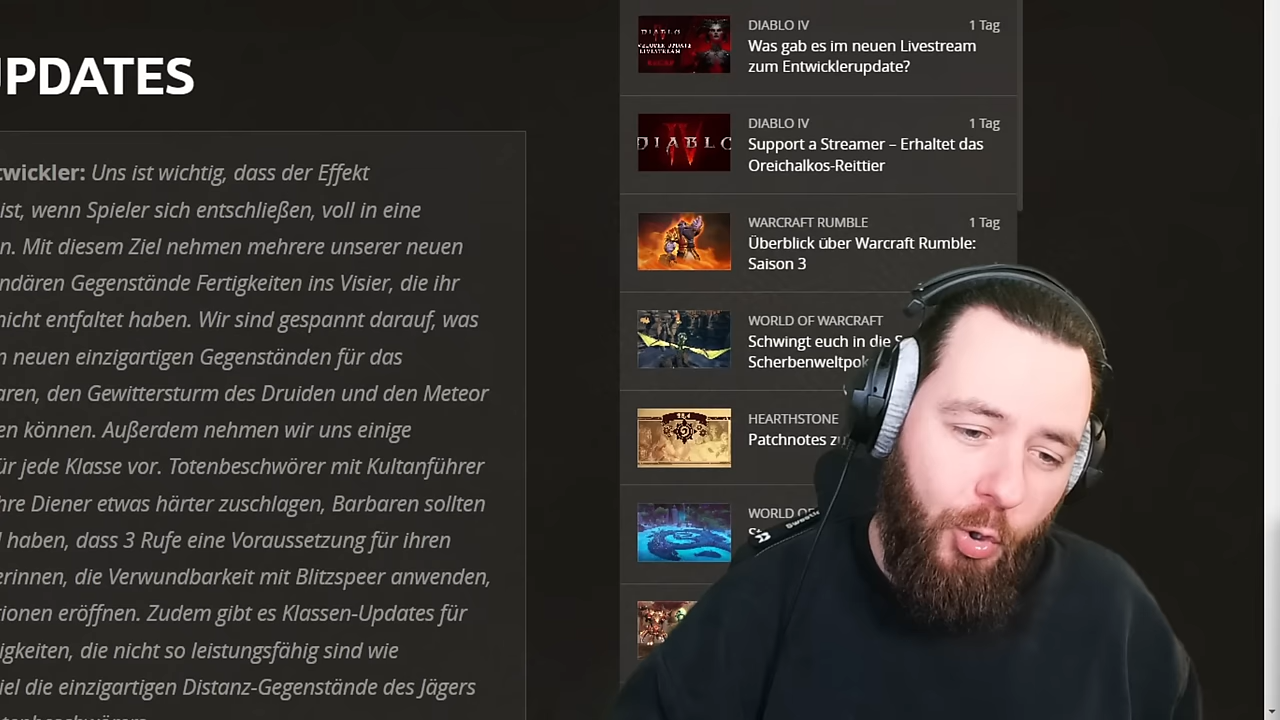 UPDATES
twickler: Uns ist wichtig, dass der Effekt
ist, wenn Spieler sich entschließen, voll in eine
n. Mit diesem Ziel nehmen mehrere unserer neuen
ndären Gegenstände Fertigkeiten ins Visier, die ihr
nicht entfaltet haben. Wir sind gespannt darauf, was
n neuen einzigartigen Gegenständen für das
aren, den Gewittersturm des Druiden und den Meteor
en können. Außerdem nehmen wir uns einige
ür jede Klasse vor. Totenbeschwörer mit Kultanführer
hre Diener etwas härter zuschlagen, Barbaren sollten
l haben, dass 3 Rufe eine Voraussetzung für ihren
erinnen, die Verwundbarkeit mit Blitzspeer anwenden,
ionen eröffnen. Zudem gibt es Klassen-Updates für
igkeiten, die nicht so leistungsfähig sind wie
iel die einzigartigen Distanz-Gegenstände des Jägers
DIABLO IV 1 Tag
Was gab es im neuen Livestream
zum Entwicklerupdate?
DIABLO IV 1 Tag
DIABLO
Support a Streamer – Erhaltet das
Oreichalkos-Reittier
WARCRAFT RUMBLE 1 Tag
Überblick über Warcraft Rumble:
Saison 3
WORLD OF WARCRAFT
Schwingt euch in die S
Scherbenweltpok
HEARTHSTONE
Patchnotes zu
WORLD OF